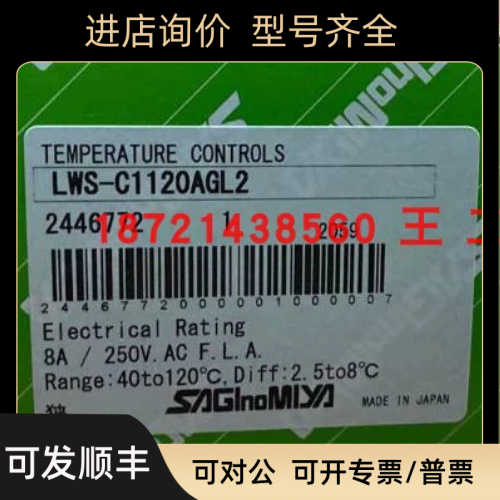 进店询价 型号齐全
TEMPERATURE CONTROLS
LWS-C1120AGL2
2446772 1 2059
18721438560 王
244677200000100000007
Electrical Rating
8A / 250V. AC F. L. A.
Range:40to120℃, Diff:2.5to8℃
SAGInoMIYA MADE IN JAPAN
可发顺丰
可对公 可开专票/普票